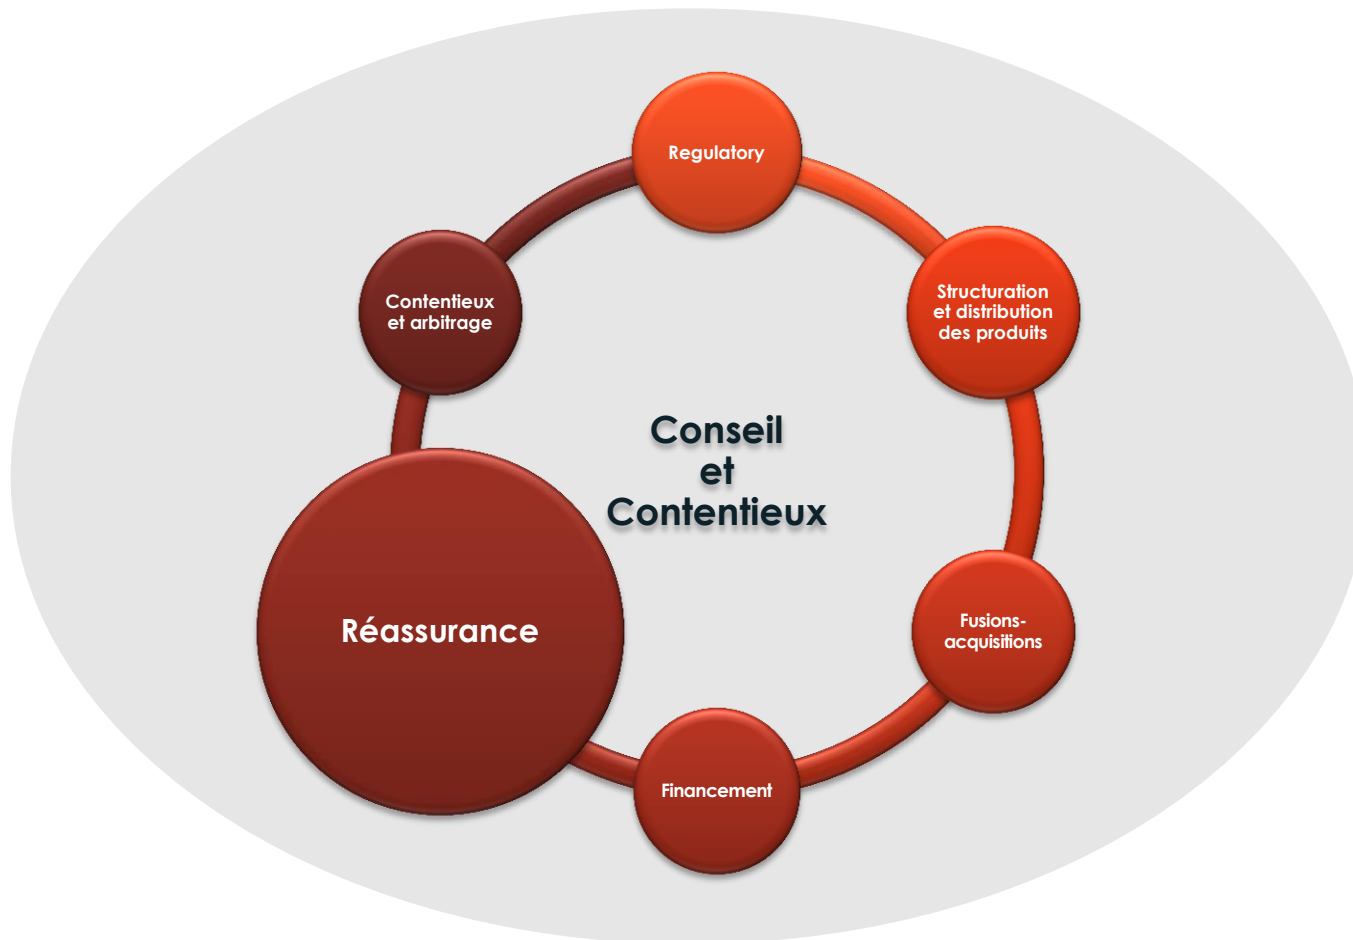 Regulatory
Structuration
et distribution
des produits
Contentieux
et arbitrage
Conseil
et
Contentieux
Réassurance
Fusions-
acquisitions
Financement